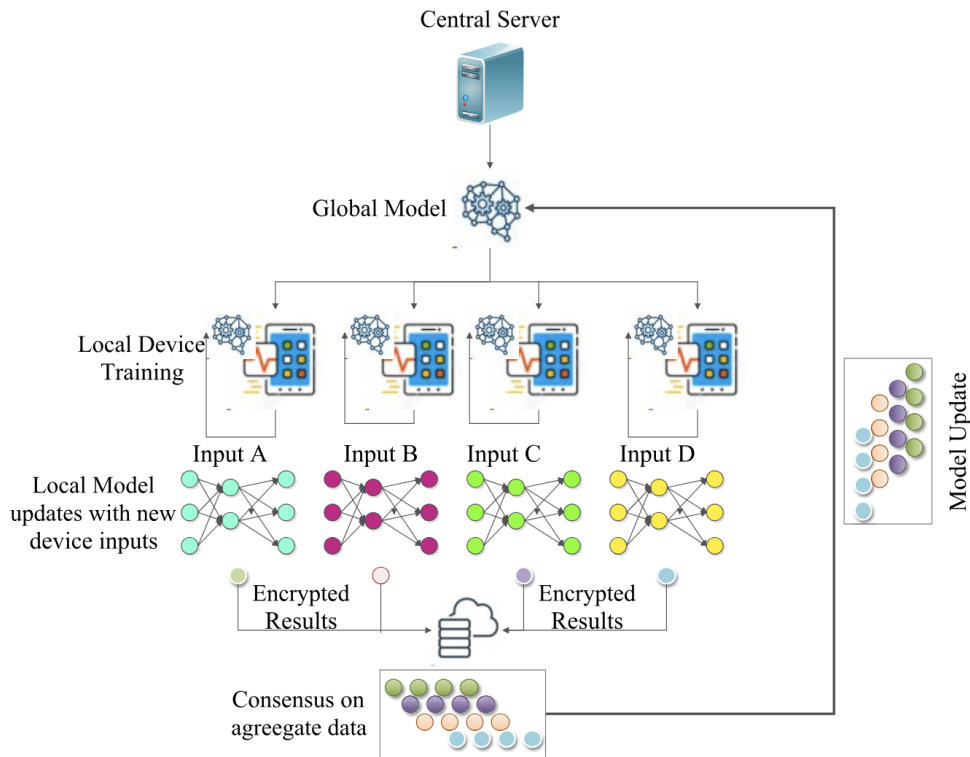 Central Server
Global Model
Local Device
Training
Input A
Input B
Input C
Input D
Local Model
updates with new
device inputs
Encrypted
Results
Encrypted
Results
Consensus on
agreegate data
Model Update